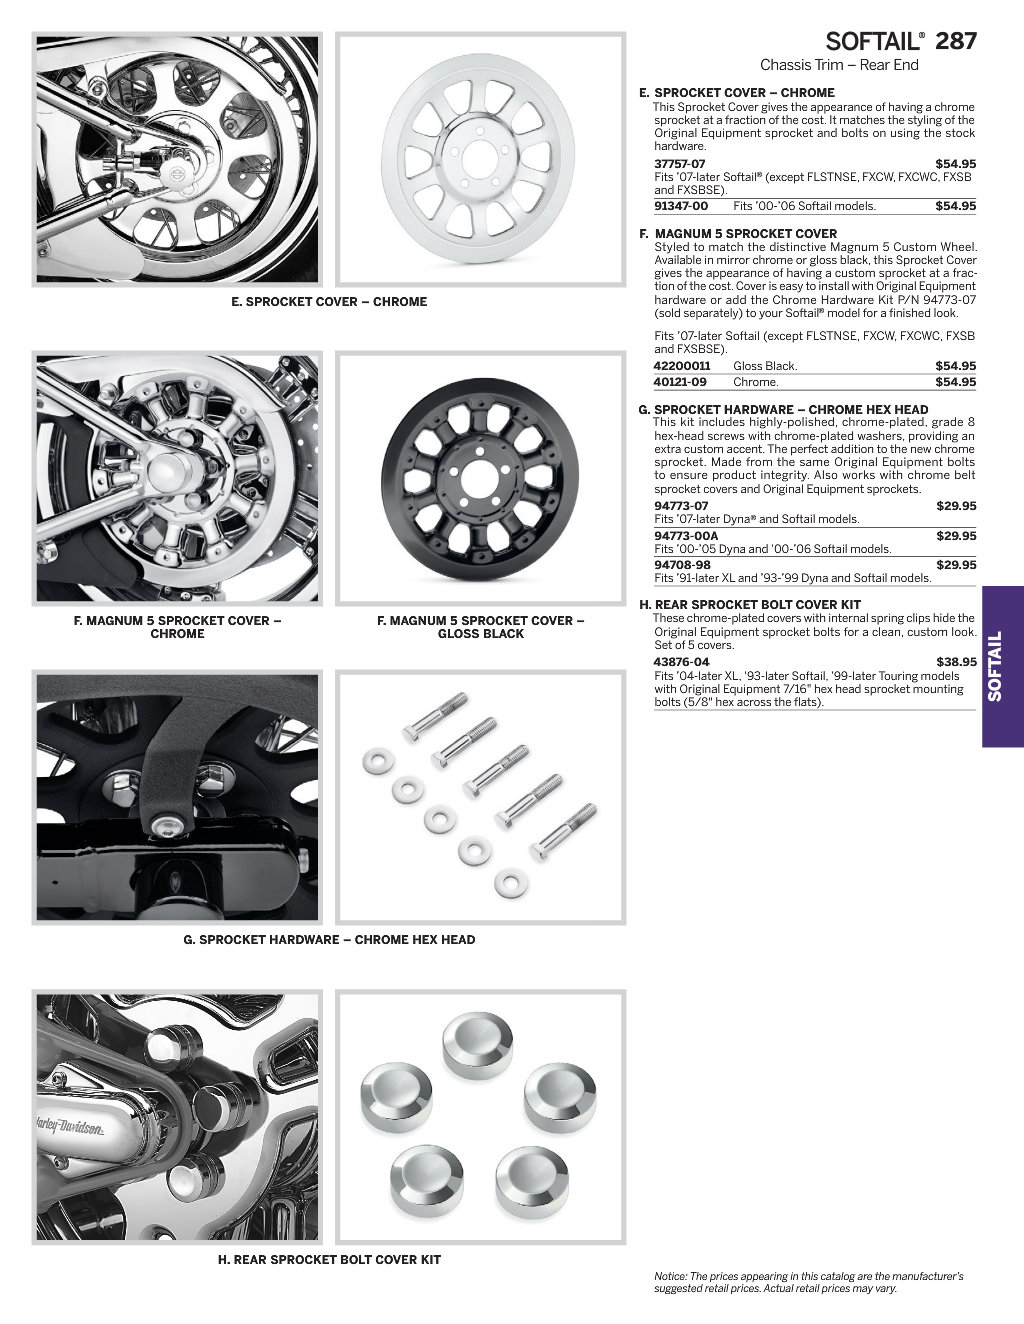 SOFTAIL® 287
Chassis Trim – Rear End
E. SPROCKET COVER – CHROME
This Sprocket Cover gives the appearance of having a chrome
sprocket at a fraction of the cost. It matches the styling of the
Original Equipment sprocket and bolts on using the stock
hardware.
37757-07 $54.95
Fits ’07-later Softail® (except FLSTNSE, FXCW, FXCWC, FXSB
and FXSBSE).
91347-00 Fits ’00-’06 Softail models. $54.95
F. MAGNUM 5 SPROCKET COVER
Styled to match the distinctive Magnum 5 Custom Wheel.
Available in mirror chrome or gloss black, this Sprocket Cover
gives the appearance of having a custom sprocket at a frac-
tion of the cost. Cover is easy to install with Original Equipment
hardware or add the Chrome Hardware Kit P/N 94773-07
(sold separately) to your Softail® model for a finished look.
Fits ’07-later Softail (except FLSTNSE, FXCW, FXCWC, FXSB
and FXSBSE).
42200011 Gloss Black. $54.95
40121-09 Chrome. $54.95
G. SPROCKET HARDWARE – CHROME HEX HEAD
This kit includes highly-polished, chrome-plated, grade 8
hex-head screws with chrome-plated washers, providing an
extra custom accent. The perfect addition to the new chrome
sprocket. Made from the same Original Equipment bolts
to ensure product integrity. Also works with chrome belt
sprocket covers and Original Equipment sprockets.
94773-07 $29.95
Fits ’07-later Dyna® and Softail models.
94773-00A $29.95
Fits ’00-’05 Dyna and ’00-’06 Softail models.
94708-98 $29.95
Fits ’91-later XL and ’93-’99 Dyna and Softail models.
H. REAR SPROCKET BOLT COVER KIT
These chrome-plated covers with internal spring clips hide the
Original Equipment sprocket bolts for a clean, custom look.
Set of 5 covers.
43876-04 $38.95
Fits ’04-later XL, ’93-later Softail, ’99-later Touring models
with Original Equipment 7/16" hex head sprocket mounting
bolts (5/8" hex across the flats).
SOFTAIL
E. SPROCKET COVER – CHROME
F. MAGNUM 5 SPROCKET COVER –
CHROME
F. MAGNUM 5 SPROCKET COVER –
GLOSS BLACK
G. SPROCKET HARDWARE – CHROME HEX HEAD
Harley-Davidson
H. REAR SPROCKET BOLT COVER KIT
Notice: The prices appearing in this catalog are the manufacturer’s
suggested retail prices. Actual retail prices may vary.